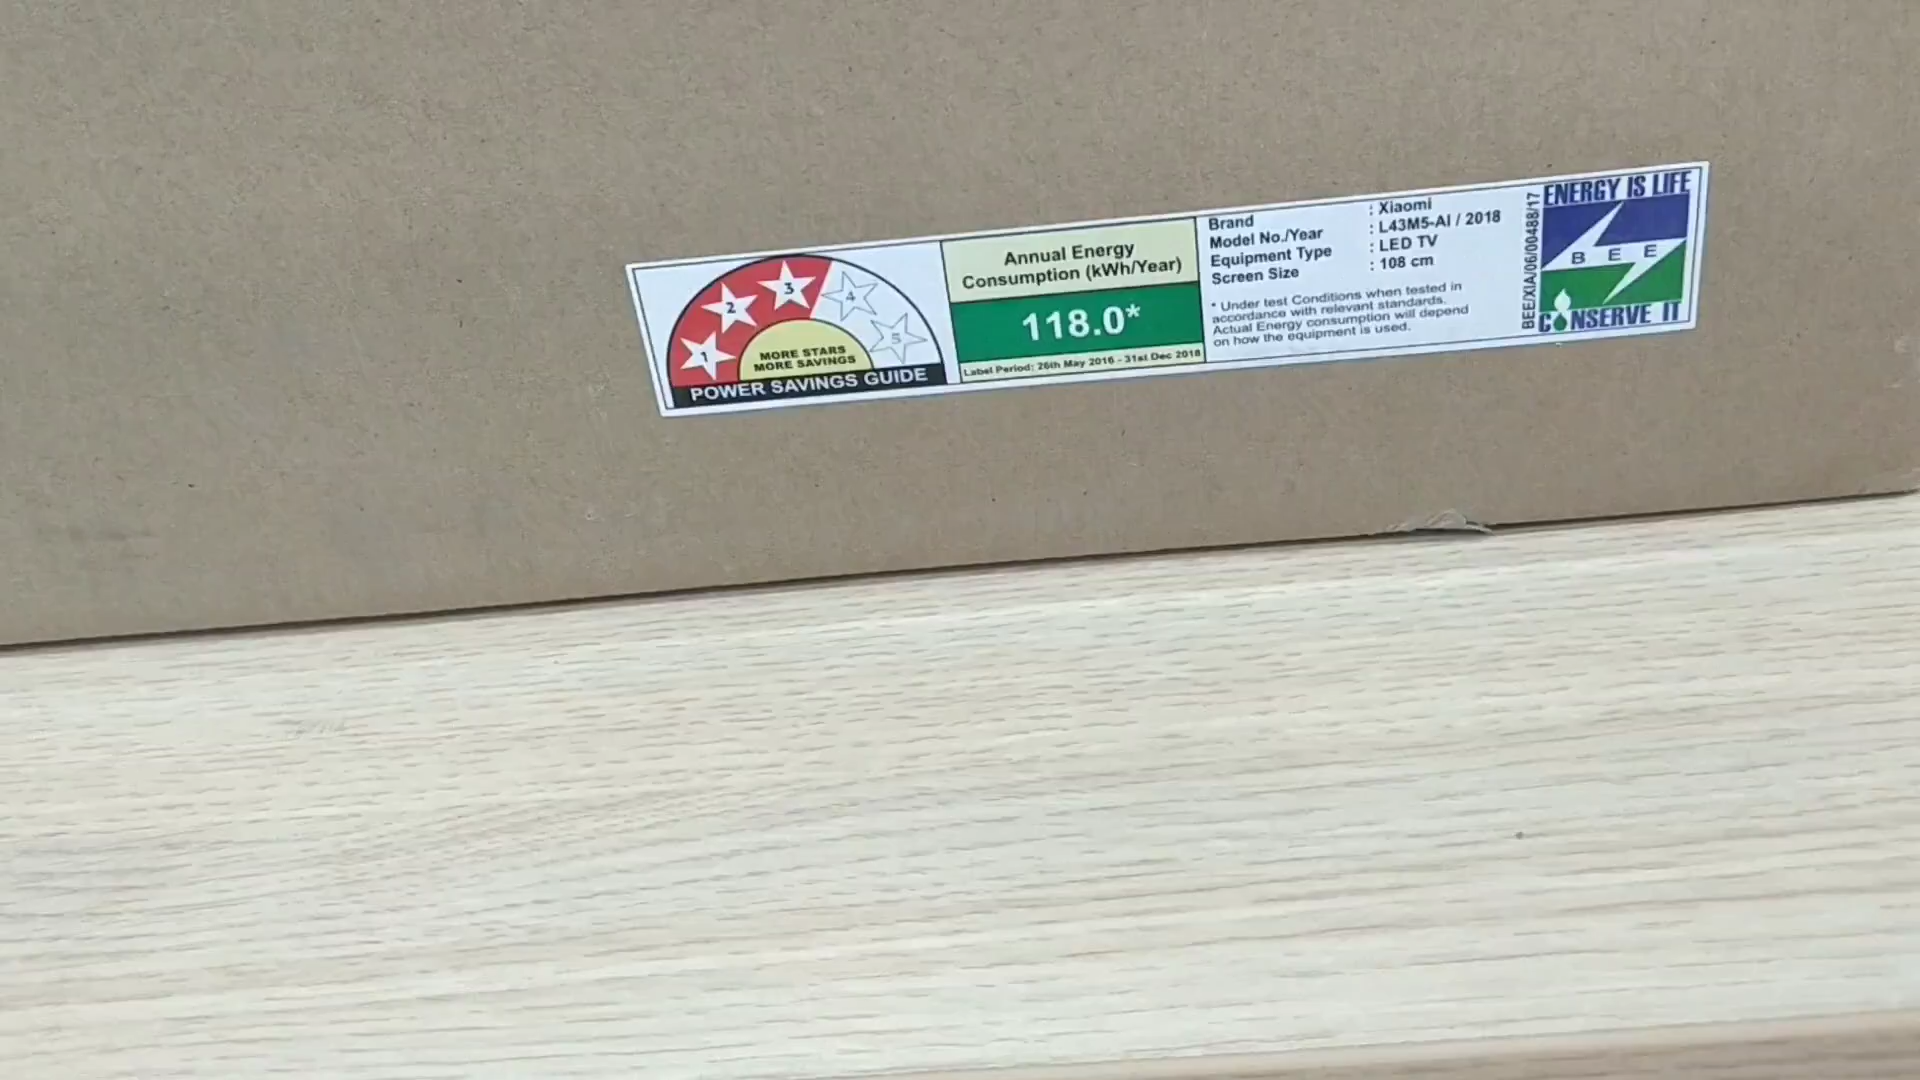 1 2 3 4 5
MORE STARS
MORE SAVINGS
POWER SAVINGS GUIDE
Annual Energy
Consumption (kWh/Year)
118.0*
Label Period: 26th May 2016 - 31st Dec 2018
Brand : Xiaomi
Model No./Year : L43M5-AI / 2018
Equipment Type : LED TV
Screen Size : 108 cm
* Under test Conditions when tested in
accordance with relevant standards.
Actual Energy consumption will depend
on how the equipment is used.
BEE/XIA/06/00488/17
ENERGY IS LIFE
B E E
CONSERVE IT